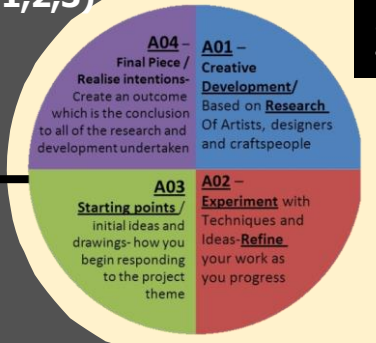 1,2,3)
A04 –
Final Piece /
Realise intentions-
Create an outcome
which is the conclusion
to all of the research and
development undertaken
A01 –
Creative
Development/
Based on Research
Of Artists, designers
and craftspeople
A03
Starting points /
initial ideas and
drawings- how you
begin responding
to the project
theme
A02 –
Experiment with
Techniques and
Ideas-Refine
your work as
you progress